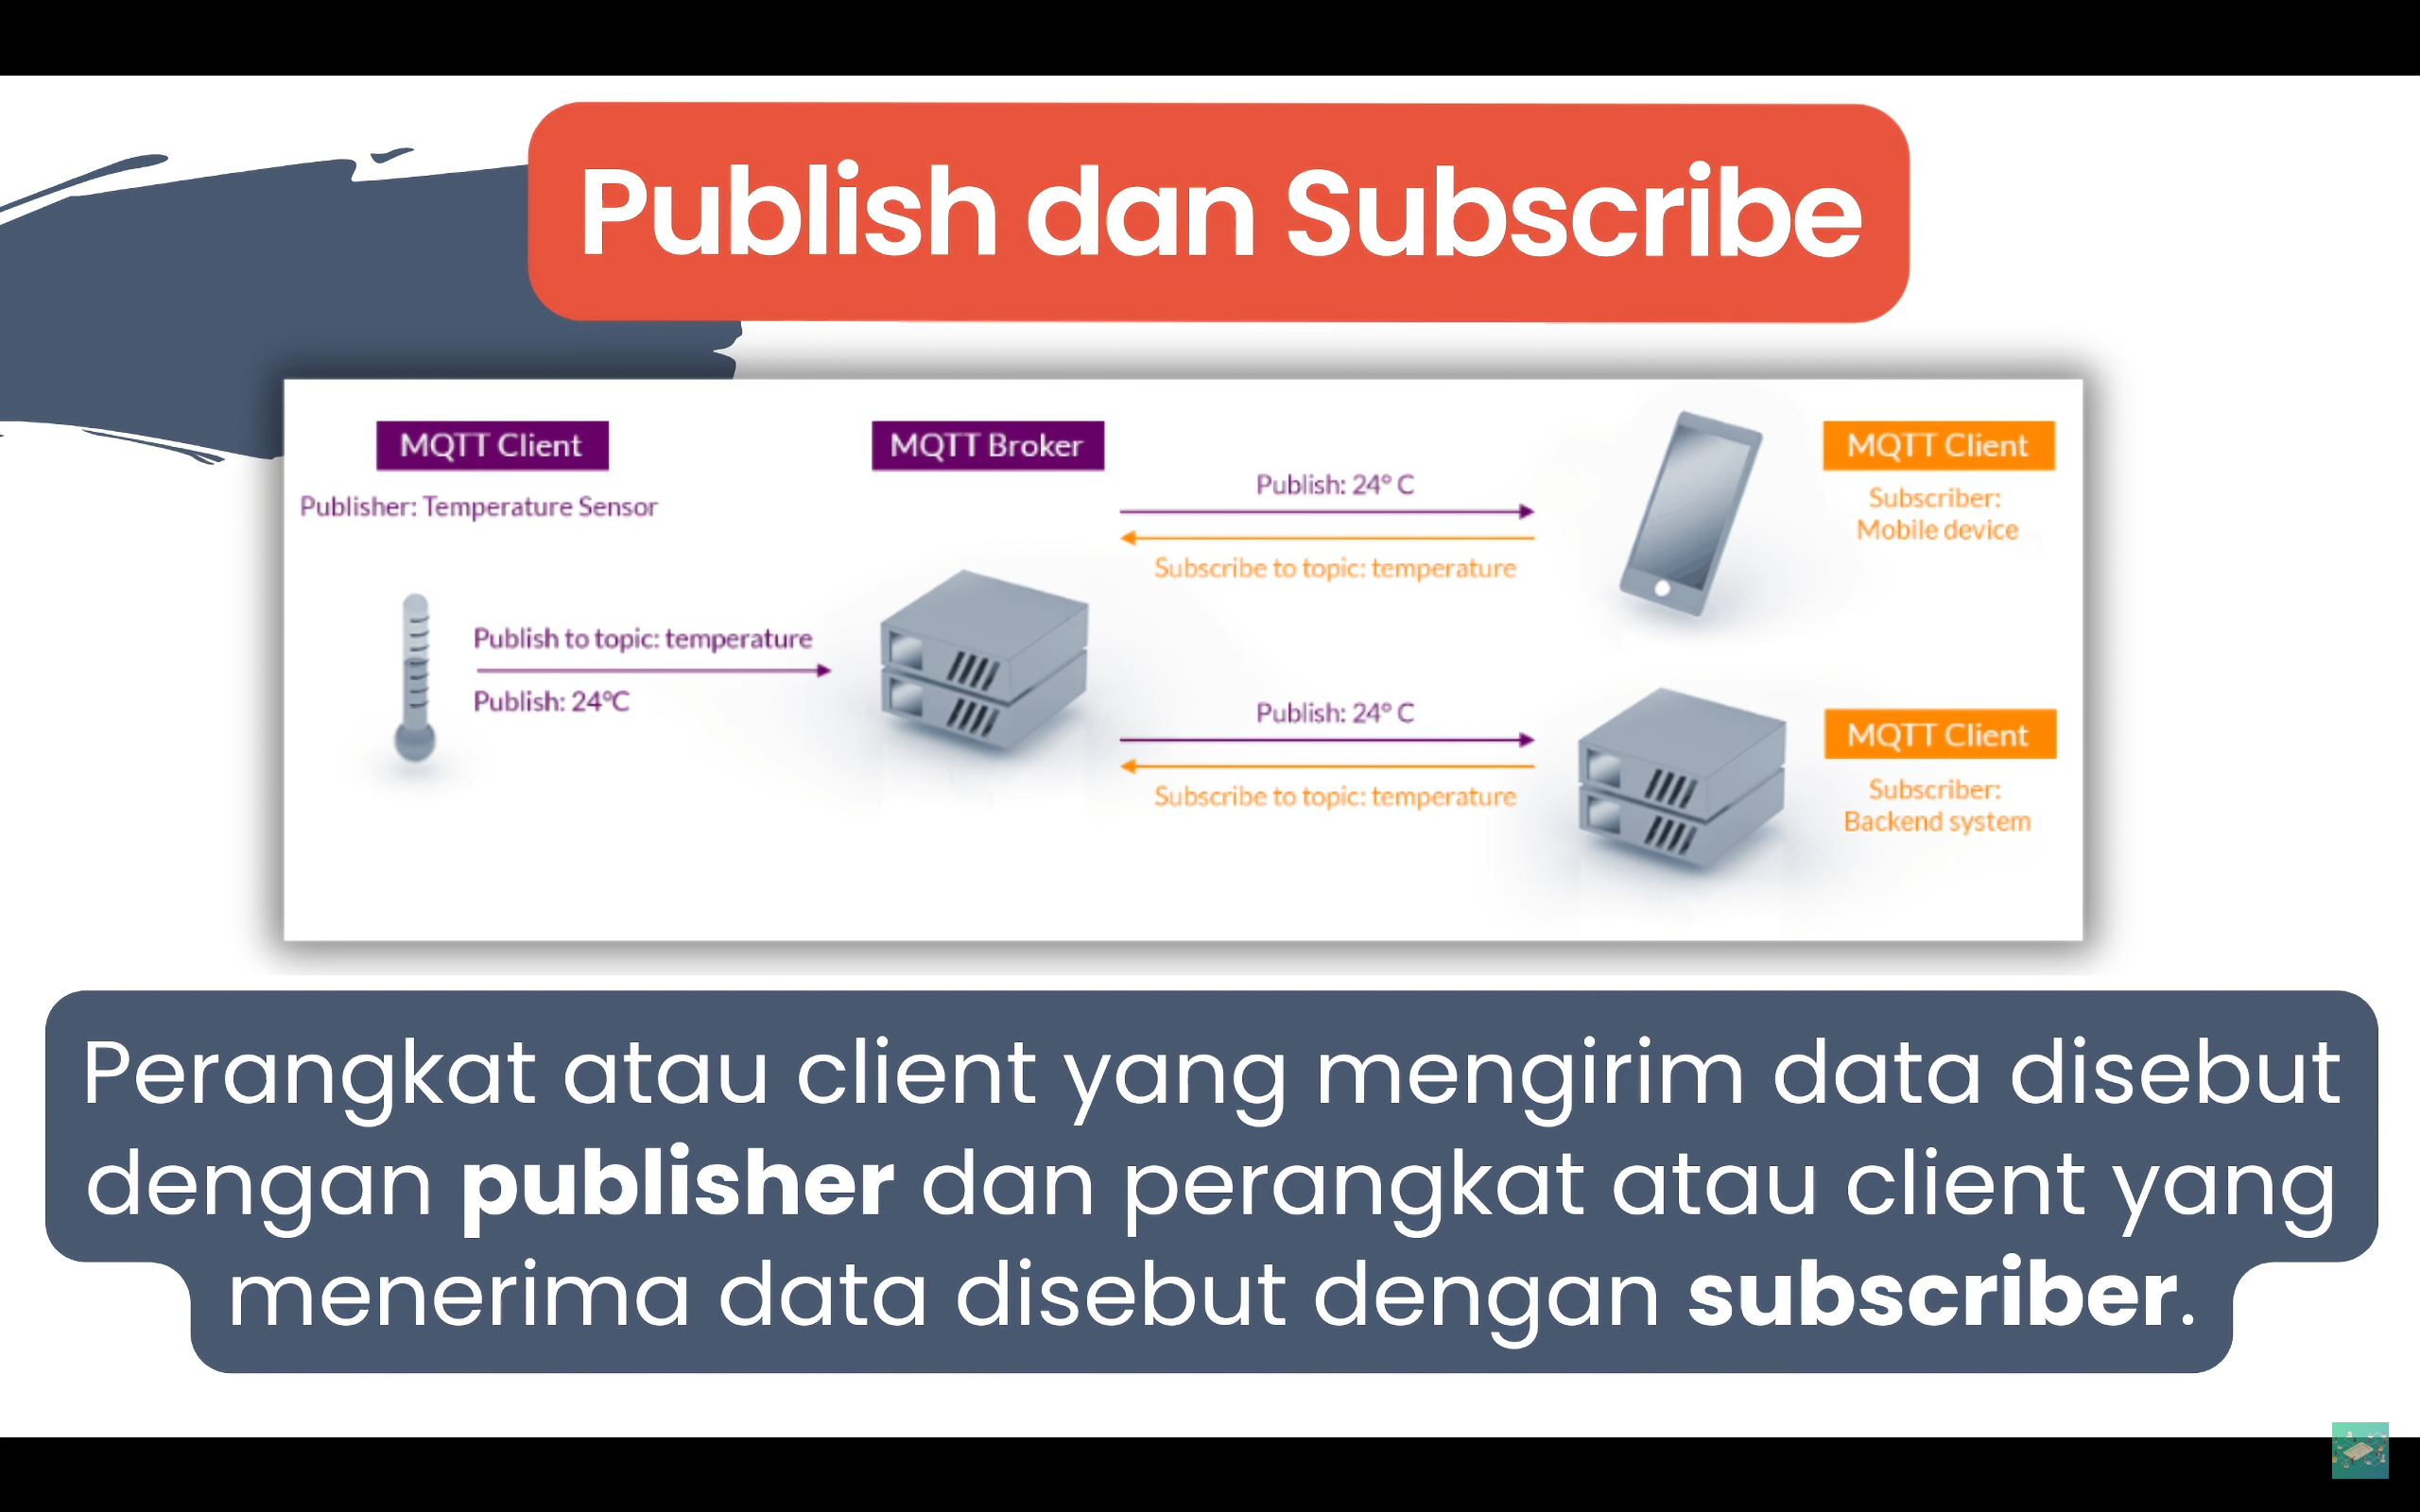 Publish dan Subscribe
MQTT Client
Publisher: Temperature Sensor
Publish to topic: temperature
Publish: 24°C
MQTT Broker
Publish: 24° C
Subscribe to topic: temperature
MQTT Client
Subscriber:
Mobile device
Publish: 24° C
Subscribe to topic: temperature
MQTT Client
Subscriber:
Backend system
Perangkat atau client yang mengirim data disebut
dengan publisher dan perangkat atau client yang
menerima data disebut dengan subscriber.